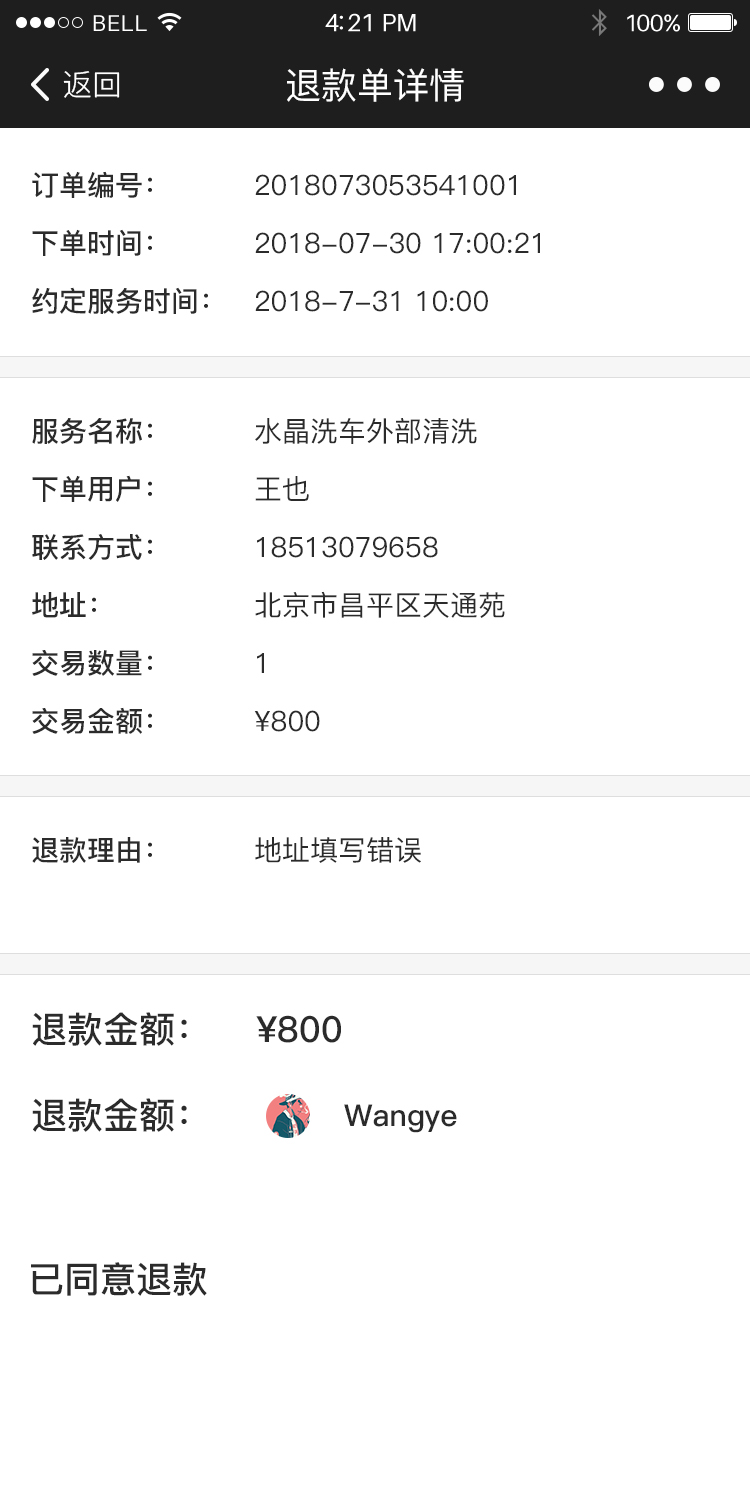 BELL 4:21 PM 100%
返回 退款单详情
订单编号： 2018073053541001
下单时间： 2018-07-30 17:00:21
约定服务时间： 2018-7-31 10:00
服务名称： 水晶洗车外部清洗
下单用户： 王也
联系方式： 18513079658
地址： 北京市昌平区天通苑
交易数量： 1
交易金额： ¥800
退款理由： 地址填写错误
退款金额： ¥800
退款金额： Wangye
已同意退款